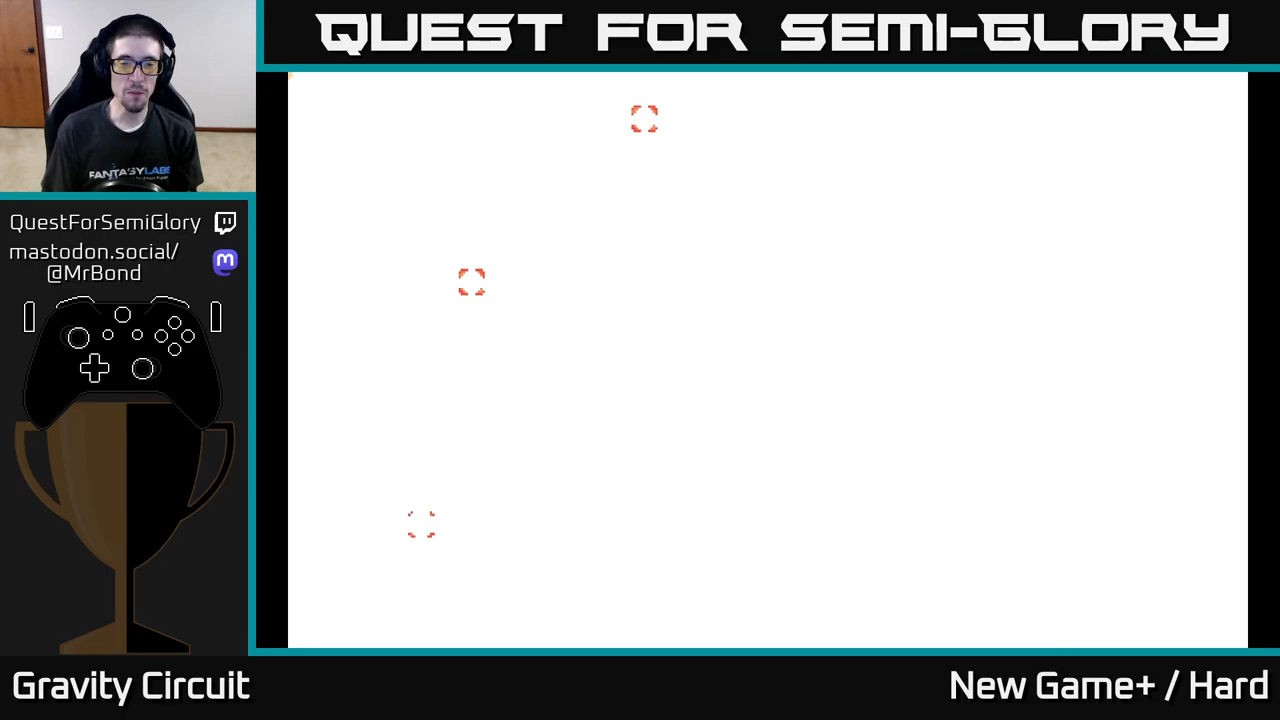 QUEST FOR SEMI-GLORY
FANTASYLABS
QuestForSemiGlory
mastodon.social/
@MrBond
Gravity Circuit
New Game+ / Hard